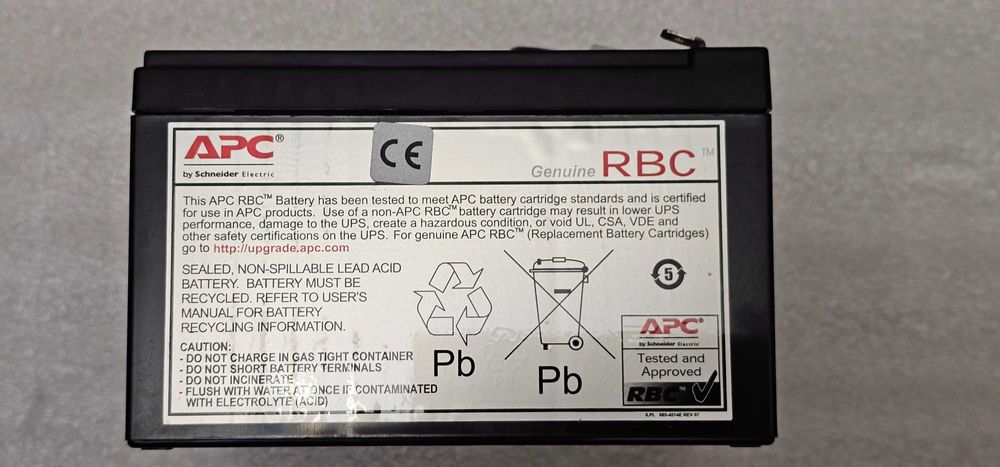 APC®
by Schneider Electric
CE
Genuine RBC™
This APC RBC™ Battery has been tested to meet APC battery cartridge standards and is certified
for use in APC products. Use of a non-APC RBC™ battery cartridge may result in lower UPS
performance, damage to the UPS, create a hazardous condition, or void UL, CSA, VDE and
other safety certifications on the UPS. For genuine APC RBC™ (Replacement Battery Cartridges)
go to http://upgrade.apc.com
SEALED, NON-SPILLABLE LEAD ACID
BATTERY. BATTERY MUST BE
RECYCLED. REFER TO USER'S
MANUAL FOR BATTERY
RECYCLING INFORMATION.
CAUTION:
- DO NOT CHARGE IN GAS TIGHT CONTAINER
- DO NOT SHORT BATTERY TERMINALS
- DO NOT INCINERATE
- FLUSH WITH WATER AT ONCE IF CONTAMINATED
WITH ELECTROLYTE (ACID)
Pb
Pb
5
APC®
by Schneider Electric
Tested and
Approved
RBC™
ILPL 885-4514E REV 07